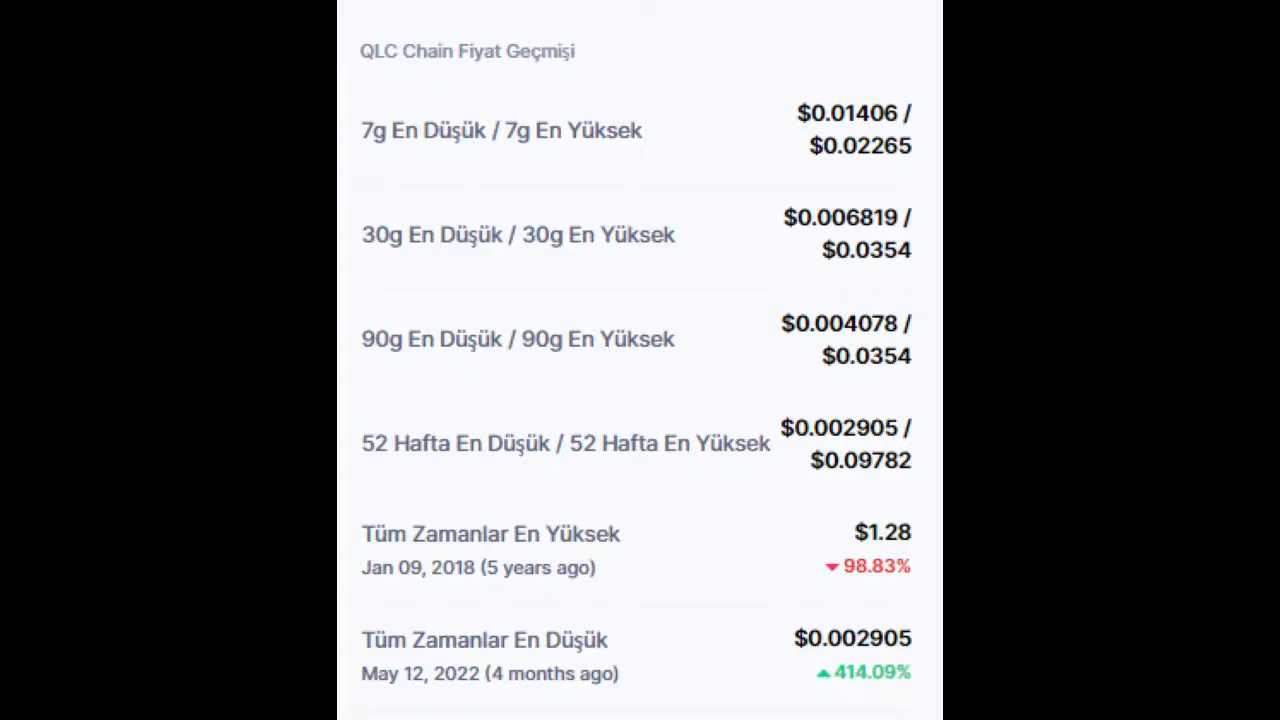 QLC Chain Fiyat Geçmişi
7g En Düşük / 7g En Yüksek
$0.01406 /
$0.02265
30g En Düşük / 30g En Yüksek
$0.006819 /
$0.0354
90g En Düşük / 90g En Yüksek
$0.004078 /
$0.0354
52 Hafta En Düşük / 52 Hafta En Yüksek
$0.002905 /
$0.09782
Tüm Zamanlar En Yüksek
$1.28
Jan 09, 2018 (5 years ago)
98.83%
Tüm Zamanlar En Düşük
$0.002905
May 12, 2022 (4 months ago)
414.09%